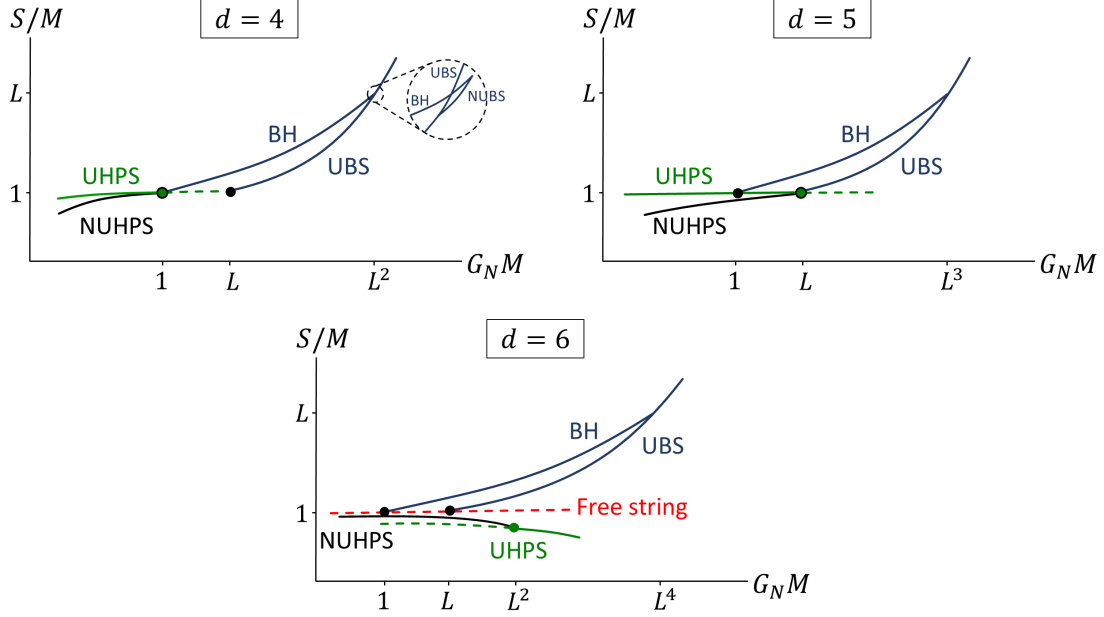 S/M
d = 4
L
1
UHPS
NUHPS
BH
UBS
UBS
BH
NUBS
1
L
L²
G_N M
S/M
d = 5
L
1
UHPS
NUHPS
BH
UBS
1
L
L³
G_N M
S/M
d = 6
L
1
BH
UBS
Free string
NUHPS
UHPS
1
L
L²
L⁴
G_N M